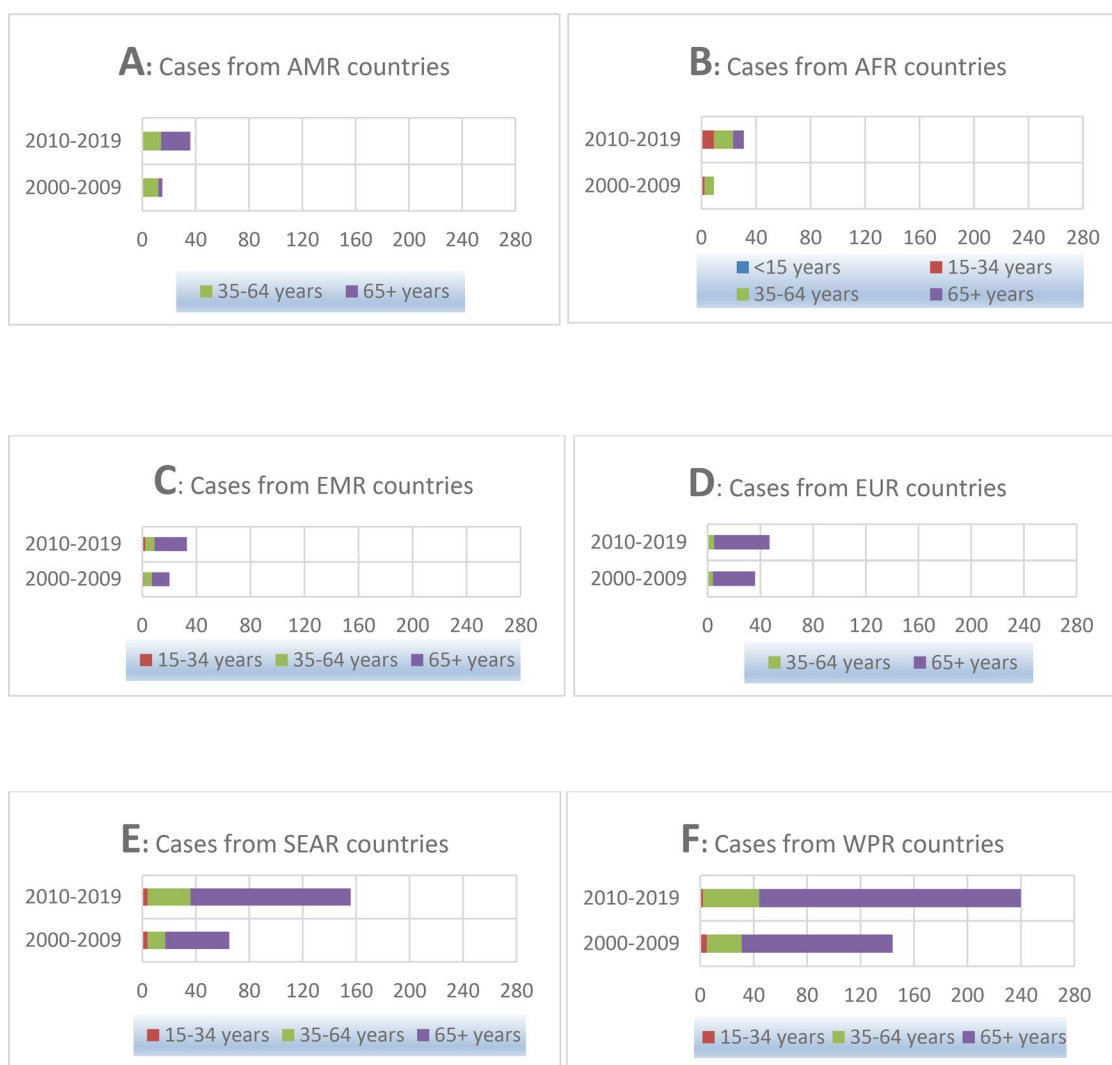 A: Cases from AMR countries
2010-2019
2000-2009
0 40 80 120 160 200 240 280
35-64 years 65+ years
B: Cases from AFR countries
2010-2019
2000-2009
0 40 80 120 160 200 240 280
<15 years 15-34 years
35-64 years 65+ years
C: Cases from EMR countries
2010-2019
2000-2009
0 40 80 120 160 200 240 280
15-34 years 35-64 years 65+ years
D: Cases from EUR countries
2010-2019
2000-2009
0 40 80 120 160 200 240 280
35-64 years 65+ years
E: Cases from SEAR countries
2010-2019
2000-2009
0 40 80 120 160 200 240 280
15-34 years 35-64 years 65+ years
F: Cases from WPR countries
2010-2019
2000-2009
0 40 80 120 160 200 240 280
15-34 years 35-64 years 65+ years